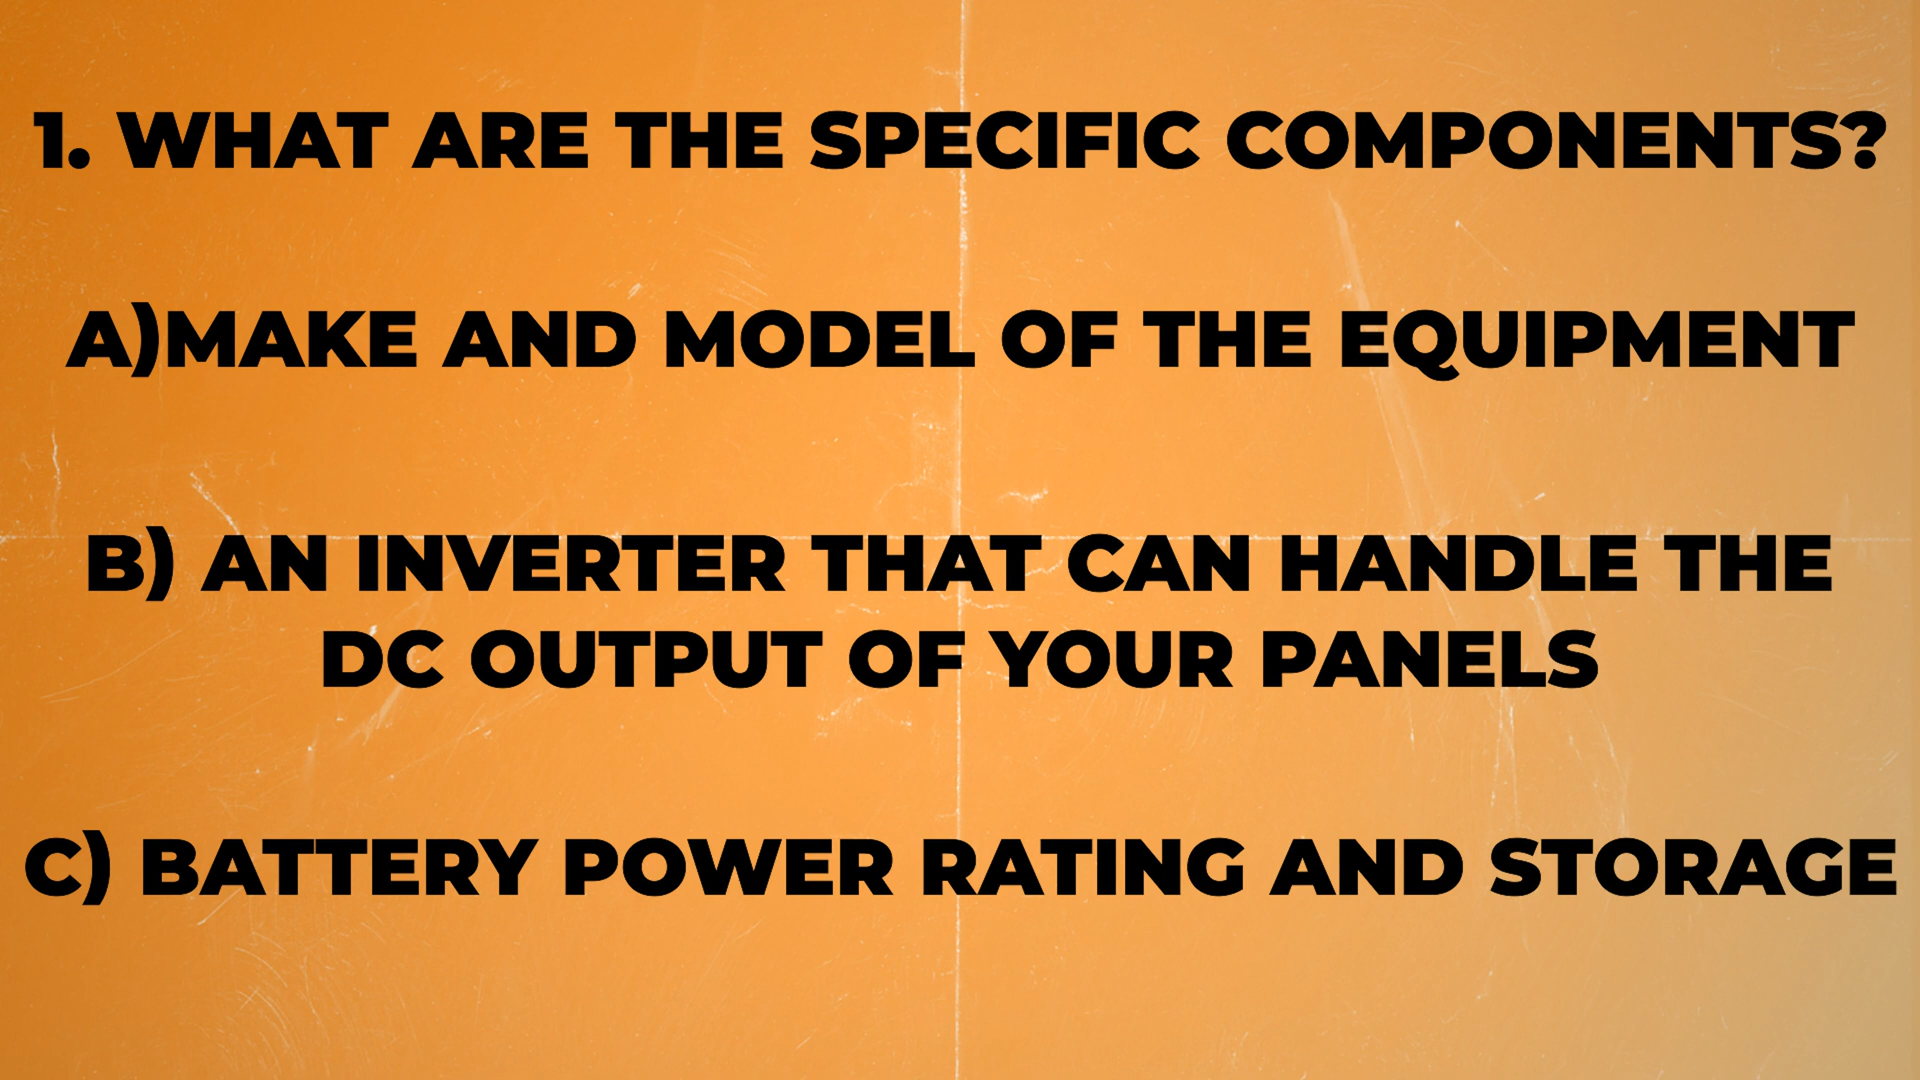 1. WHAT ARE THE SPECIFIC COMPONENTS?
A)MAKE AND MODEL OF THE EQUIPMENT
B) AN INVERTER THAT CAN HANDLE THE
DC OUTPUT OF YOUR PANELS
C) BATTERY POWER RATING AND STORAGE